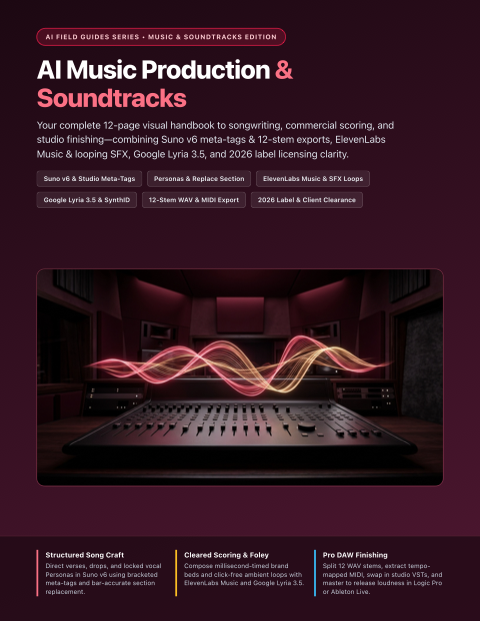 AI FIELD GUIDES SERIES • MUSIC & SOUNDTRACKS EDITION
AI Music Production &
Soundtracks
Your complete 12-page visual handbook to songwriting, commercial scoring, and
studio finishing—combining Suno v6 meta-tags & 12-stem exports, ElevenLabs
Music & looping SFX, Google Lyria 3.5, and 2026 label licensing clarity.
Suno v6 & Studio Meta-Tags
Personas & Replace Section
ElevenLabs Music & SFX Loops
Google Lyria 3.5 & SynthID
12-Stem WAV & MIDI Export
2026 Label & Client Clearance
Structured Song Craft
Direct verses, drops, and locked vocal
Personas in Suno v6 using bracketed
meta-tags and bar-accurate section
replacement.
Cleared Scoring & Foley
Compose millisecond-timed brand
beds and click-free ambient loops with
ElevenLabs Music and Google Lyria 3.5.
Pro DAW Finishing
Split 12 WAV stems, extract tempo-
mapped MIDI, swap in studio VSTs, and
master to release loudness in Logic Pro
or Ableton Live.